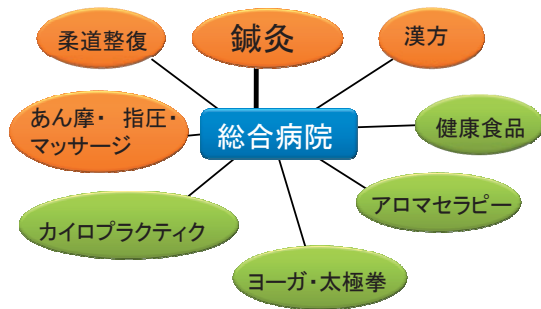 柔道整復
鍼灸
漢方
あん摩・ 指圧・
マッサージ
総合病院
健康食品
アロマセラピー
カイロプラクティク
ヨーガ・太極拳